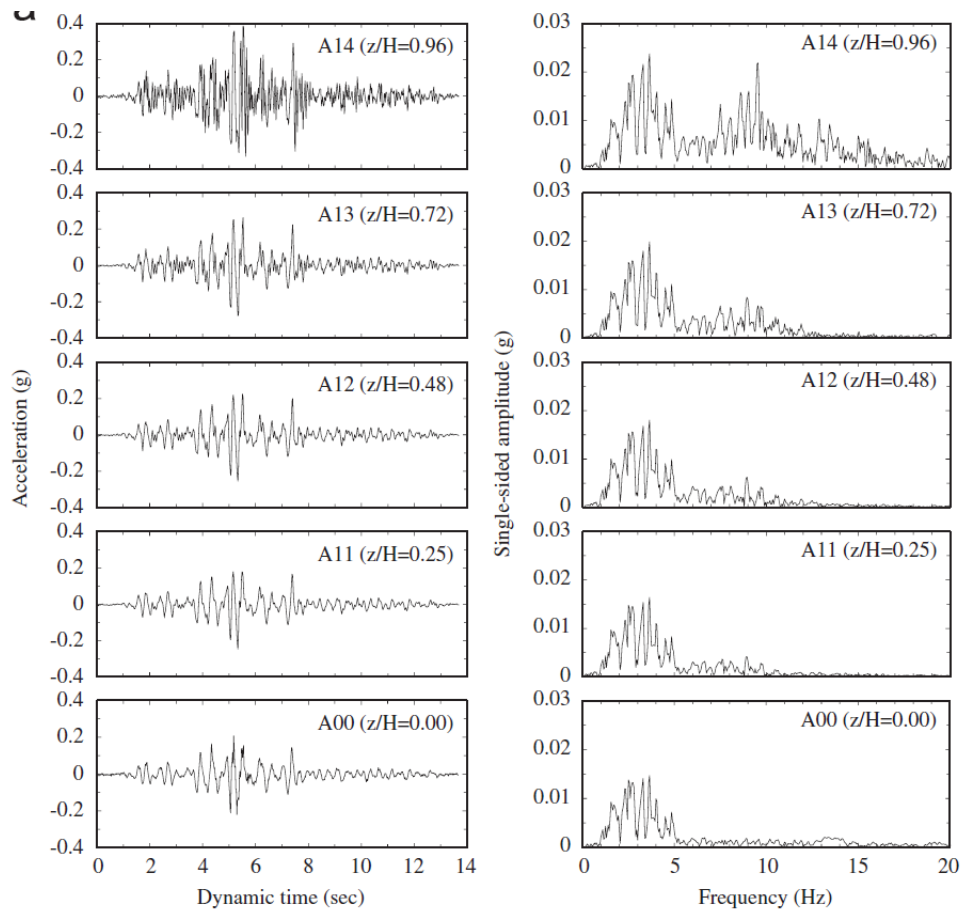 a
0.4
0.2
0
-0.2
-0.4
A14 (z/H=0.96)
0.4
0.2
0
-0.2
-0.4
A13 (z/H=0.72)
0.4
0.2
0
-0.2
-0.4
A12 (z/H=0.48)
0.4
0.2
0
-0.2
-0.4
A11 (z/H=0.25)
0.4
0.2
0
-0.2
-0.4
A00 (z/H=0.00)
0 2 4 6 8 10 12 14
Acceleration (g)
Dynamic time (sec)
0.03
0.02
0.01
0
A14 (z/H=0.96)
0.03
0.02
0.01
0
A13 (z/H=0.72)
0.03
0.02
0.01
0
A12 (z/H=0.48)
0.03
0.02
0.01
0
A11 (z/H=0.25)
0.03
0.02
0.01
0
A00 (z/H=0.00)
0 5 10 15 20
Single-sided amplitude (g)
Frequency (Hz)